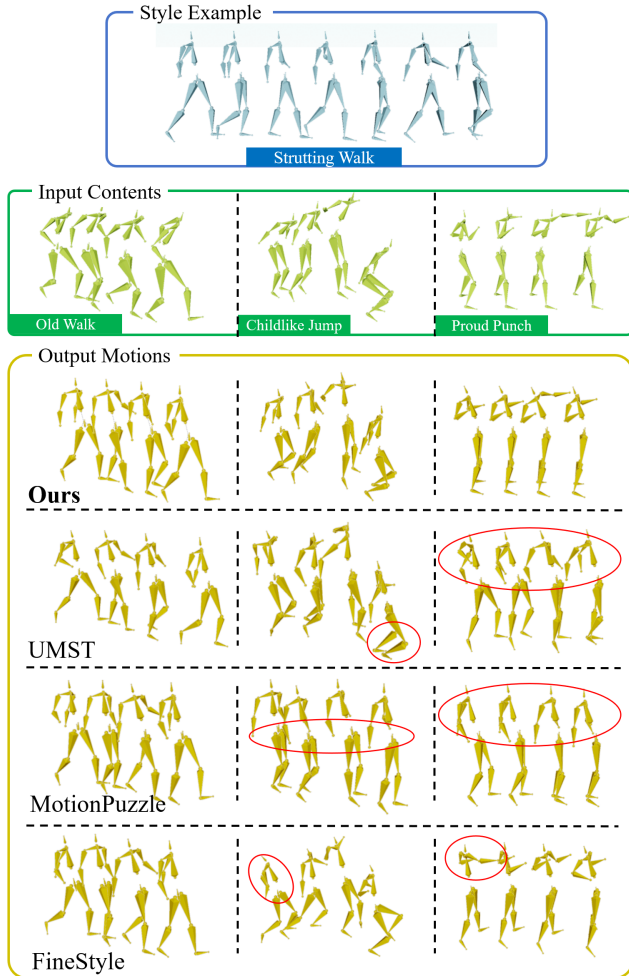 Style Example
Strutting Walk
Input Contents
Old Walk
Childlike Jump
Proud Punch
Output Motions
Ours
UMST
MotionPuzzle
FineStyle